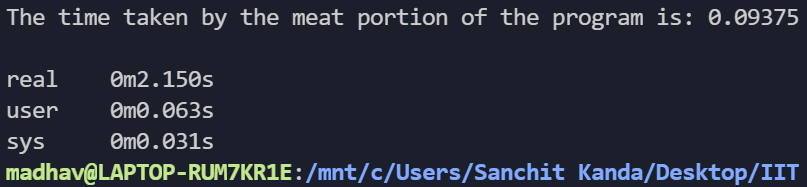 The time taken by the meat portion of the program is: 0.09375
real 0m2.150s
user 0m0.063s
sys 0m0.031s
madhav@LAPTOP-RUM7KR1E:/mnt/c/Users/Sanchit Kanda/Desktop/IIT